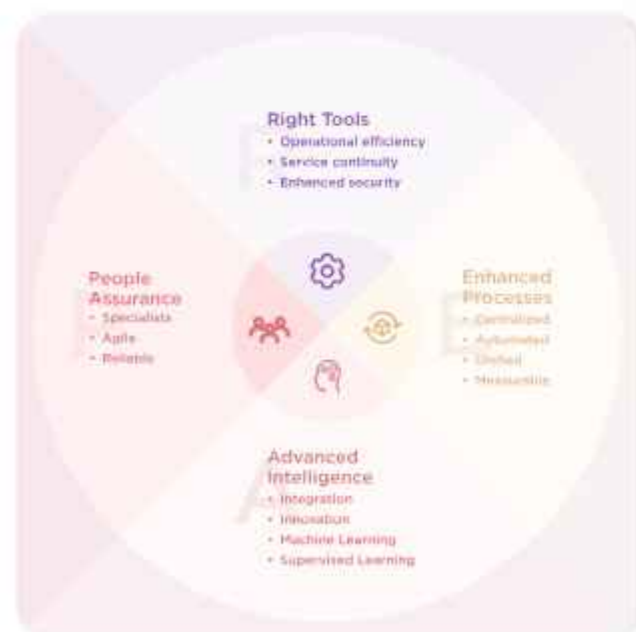 Right Tools
• Operational efficiency
• Service continuity
• Enhanced security
People
Assurance
• Specialists
• Agile
• Reliable
Enhanced
Processes
• Centralized
• Automated
• Unified
• Measurable
Advanced
Intelligence
• Integration
• Innovation
• Machine Learning
• Supervised Learning